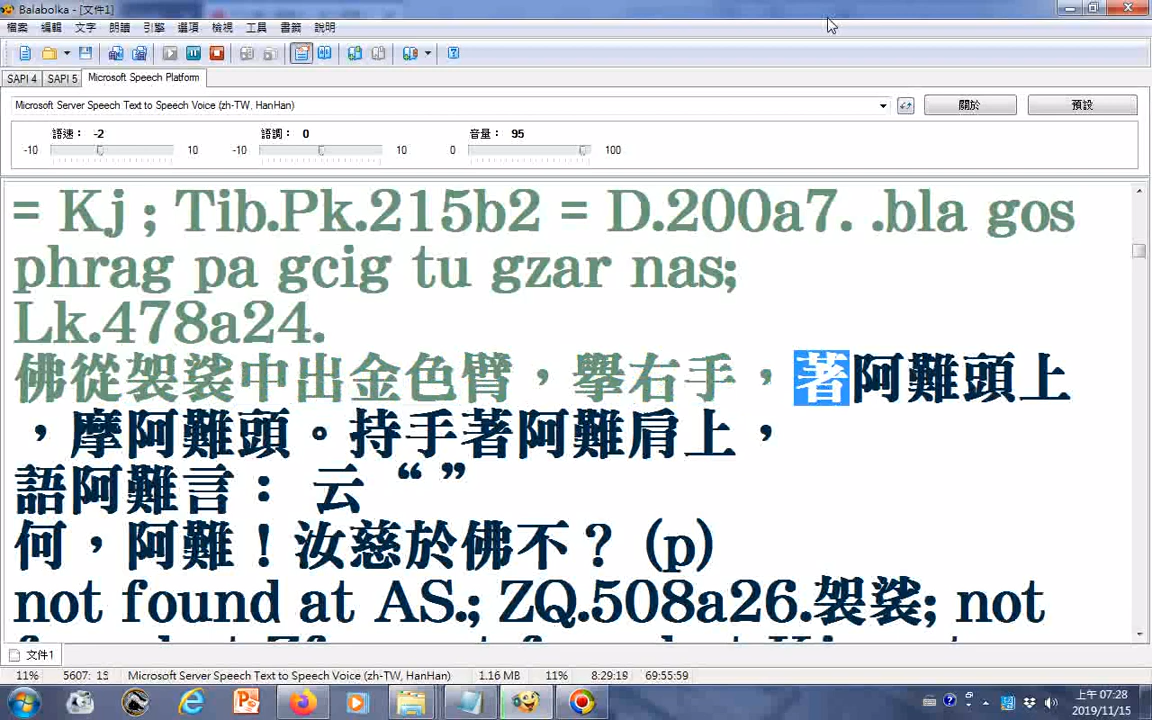 Balabolka - [文件1]
檔案 編輯 文字 朗讀 引擎 選項 檢視 工具 書籤 說明
SAPI 4 SAPI 5 Microsoft Speech Platform
Microsoft Server Speech Text to Speech Voice (zh-TW, HanHan) 關於 預設
語速： -2 語調： 0 音量： 95
-10 10 -10 10 0 100
= Kj ; Tib.Pk.215b2 = D.200a7. .bla gos
phrag pa gcig tu gzar nas;
Lk.478a24.
佛從袈裟中出金色臂，擧右手，著阿難頭上
，摩阿難頭。持手著阿難肩上，
語阿難言： 云“ ”
何，阿難！汝慈於佛不？ (p)
not found at AS.; ZQ.508a26.袈裟; not
文件1
11% 5607: 13 Microsoft Server Speech Text to Speech Voice (zh-TW, HanHan) 1.16 MB 11% 8:29:19 69:55:59
上午 07:28
2019/11/15